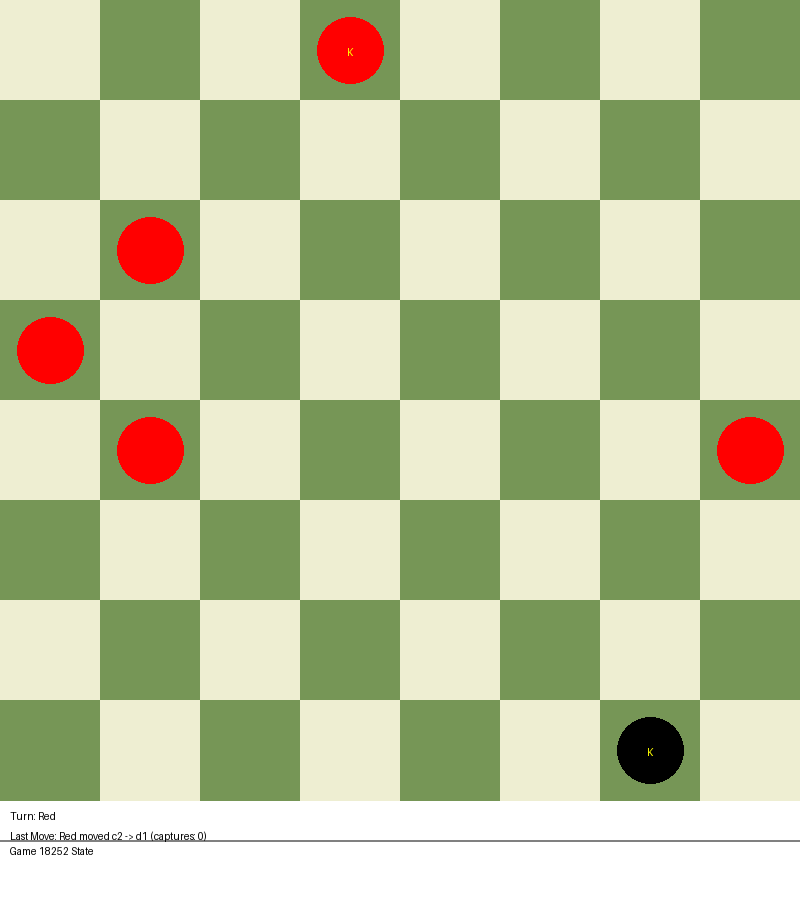 K
K
Turn: Red
Last Move: Red moved c2 -> d1 (captures: 0)
Game 18252 State